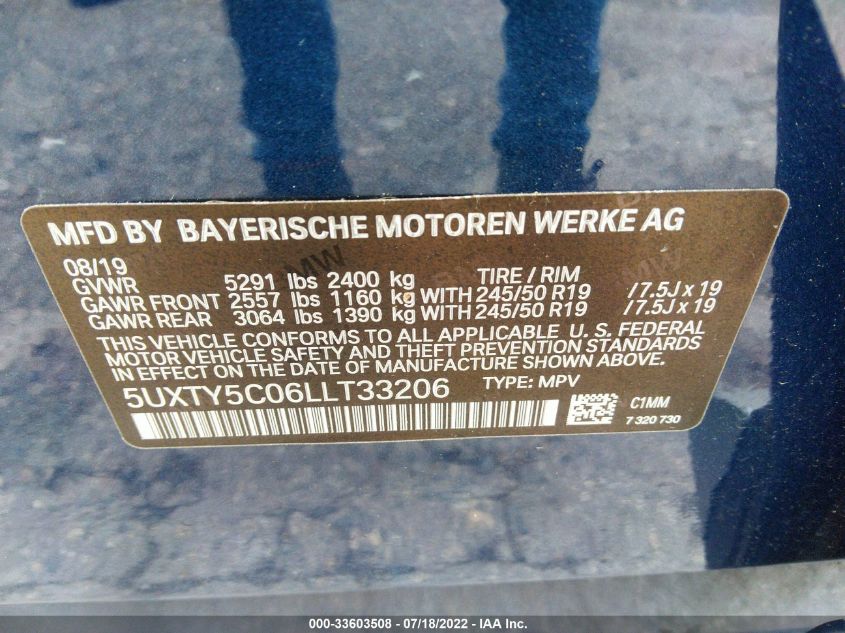 MFD BY BAYERISCHE MOTOREN WERKE AG
08/19
GVWR 5291 lbs 2400 kg TIRE / RIM
GAWR FRONT 2557 lbs 1160 kg WITH 245/50 R19 /7.5J x 19
GAWR REAR 3064 lbs 1390 kg WITH 245/50 R19 /7.5J x 19
THIS VEHICLE CONFORMS TO ALL APPLICABLE U. S. FEDERAL
MOTOR VEHICLE SAFETY AND THEFT PREVENTION STANDARDS
IN EFFECT ON THE DATE OF MANUFACTURE SHOWN ABOVE.
5UXTY5C06LLT33206 TYPE: MPV
C1MM
7 320 730
000-33603508 - 07/18/2022 - IAA Inc.